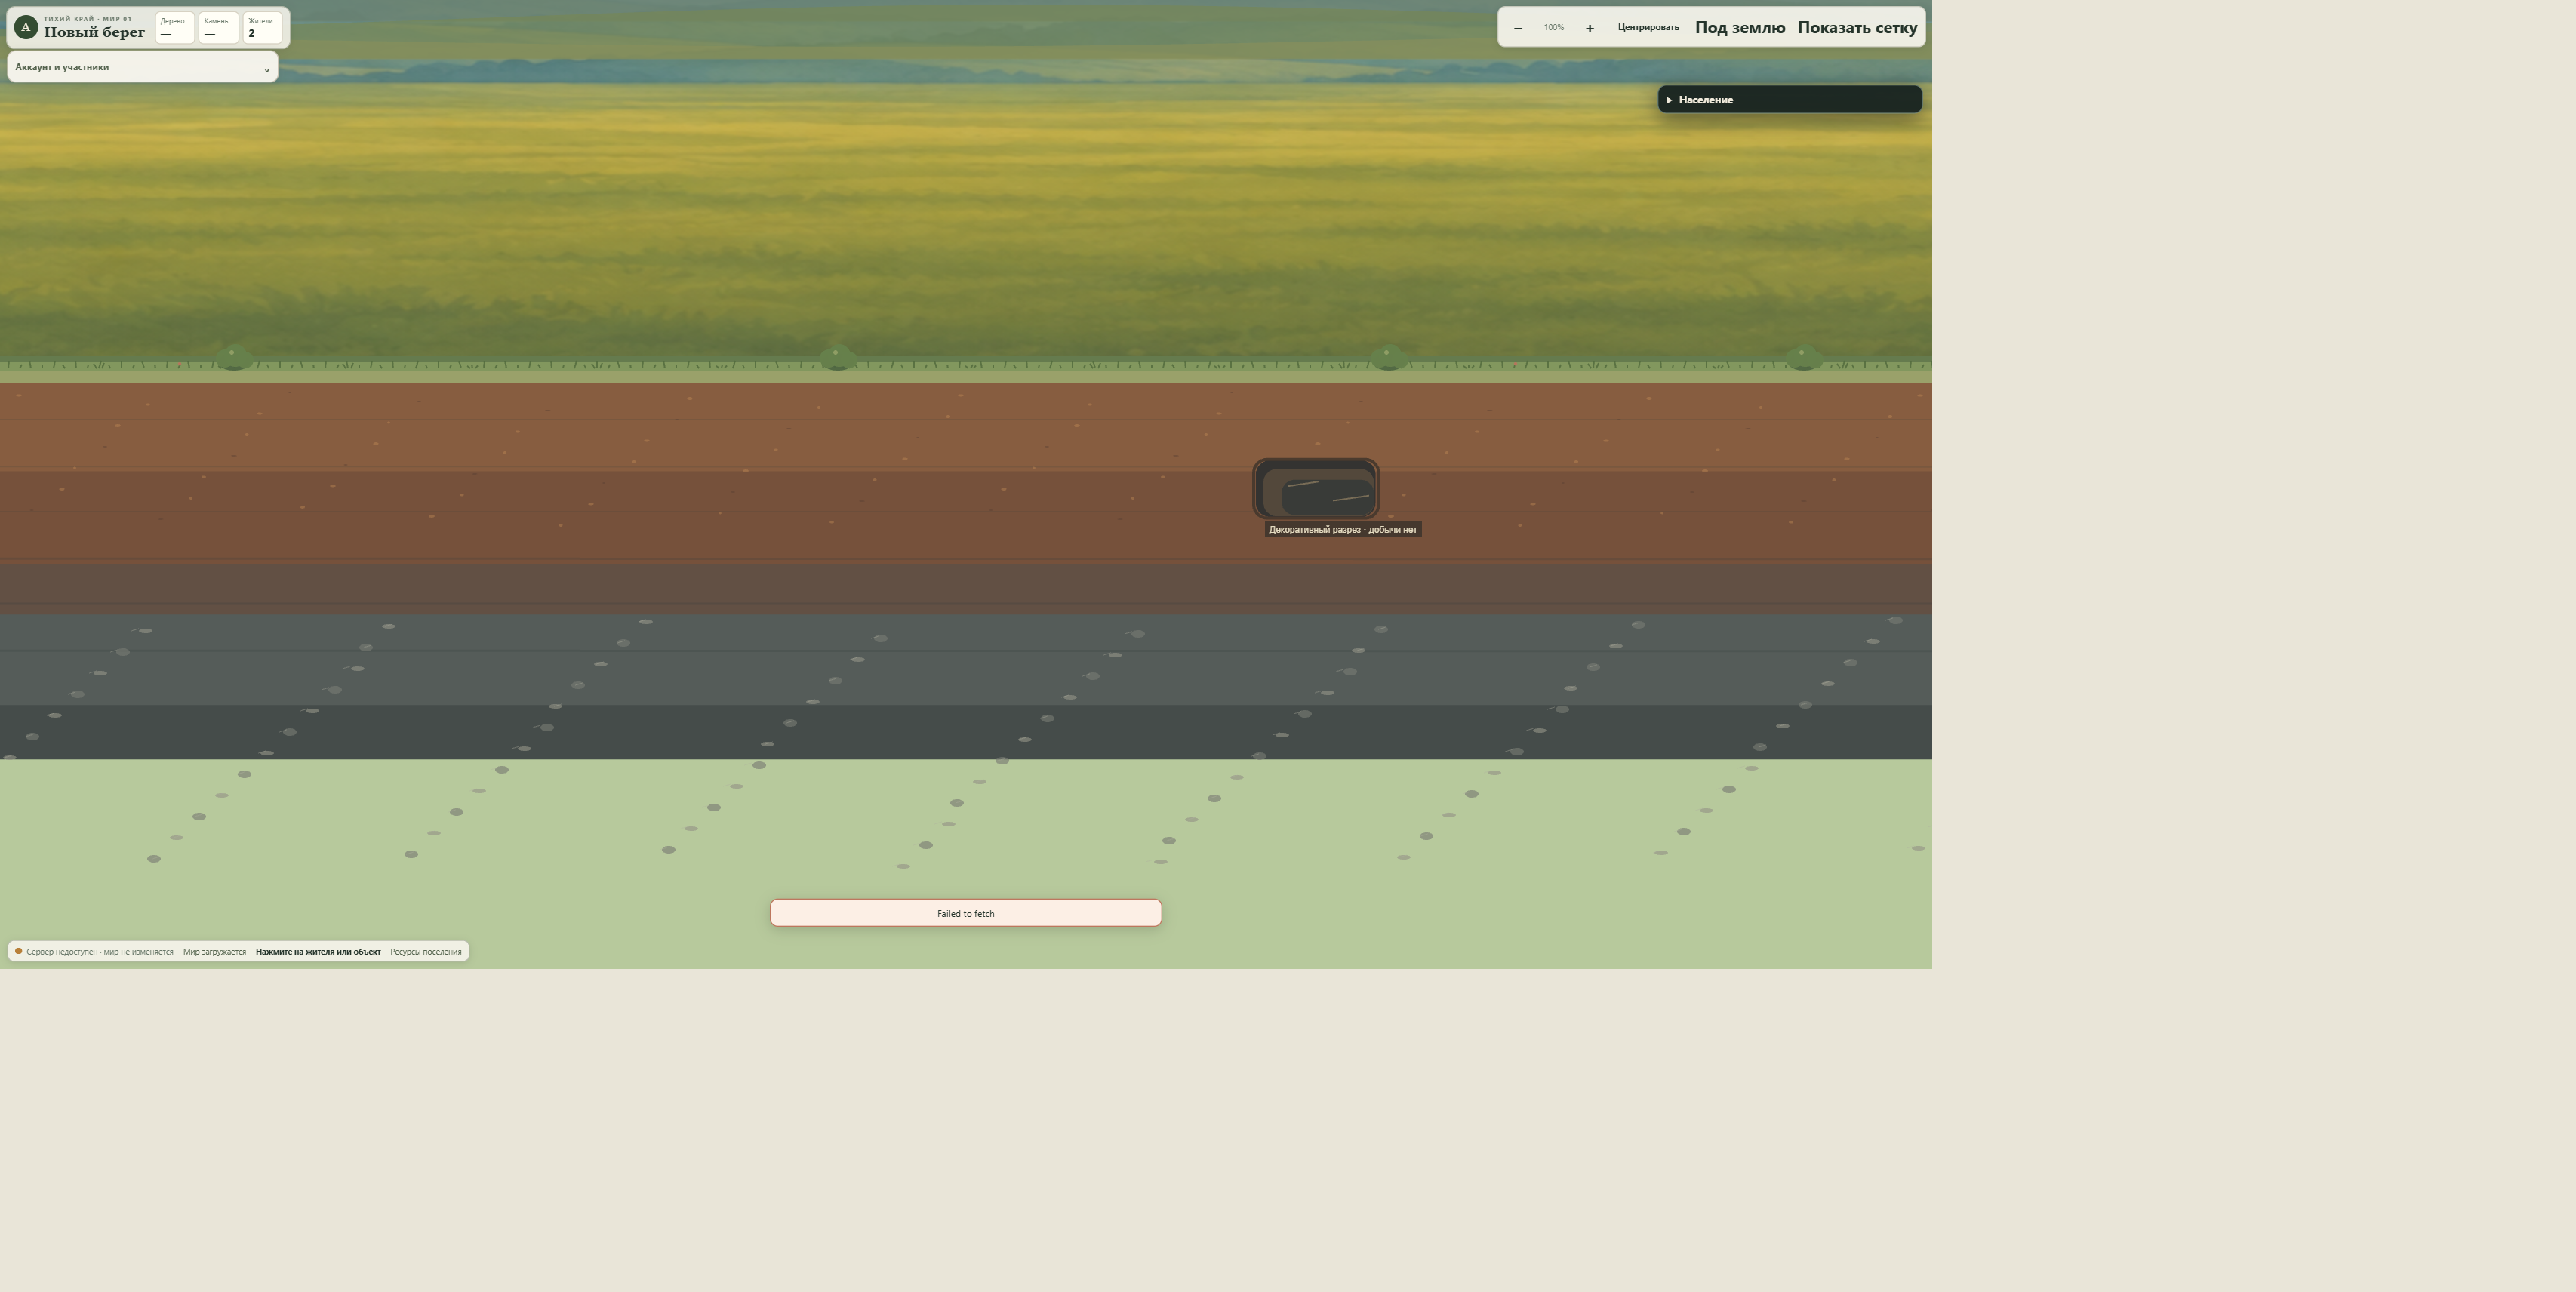 А
ТИХИЙ КРАЙ · МИР 01
Новый берег
Дерево
—
Камень
—
Жители
2
− 100% + Центрировать Под землю Показать сетку
Аккаунт и участники
Население
Декоративный разрез · добычи нет
Failed to fetch
Сервер недоступен · мир не изменяется Мир загружается Нажмите на жителя или объект Ресурсы поселения